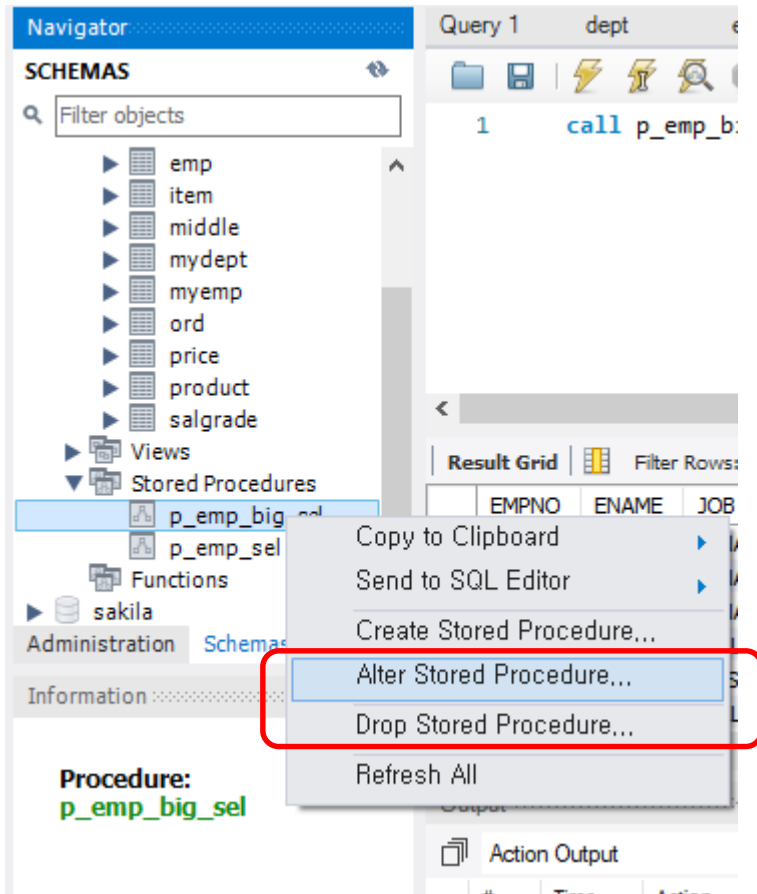 Navigator
SCHEMAS
Filter objects
emp
item
middle
mydept
myemp
ord
price
product
salgrade
Views
Stored Procedures
p_emp_big_sel
p_emp_sel
Functions
sakila
Administration Schemas
Information
Procedure:
p_emp_big_sel
Query 1 dept
1 call p_emp_b
Result Grid Filter Rows:
EMPNO ENAME JOB
Copy to Clipboard
Send to SQL Editor
Create Stored Procedure...
Alter Stored Procedure...
Drop Stored Procedure...
Refresh All
Output
Action Output
# Time Action